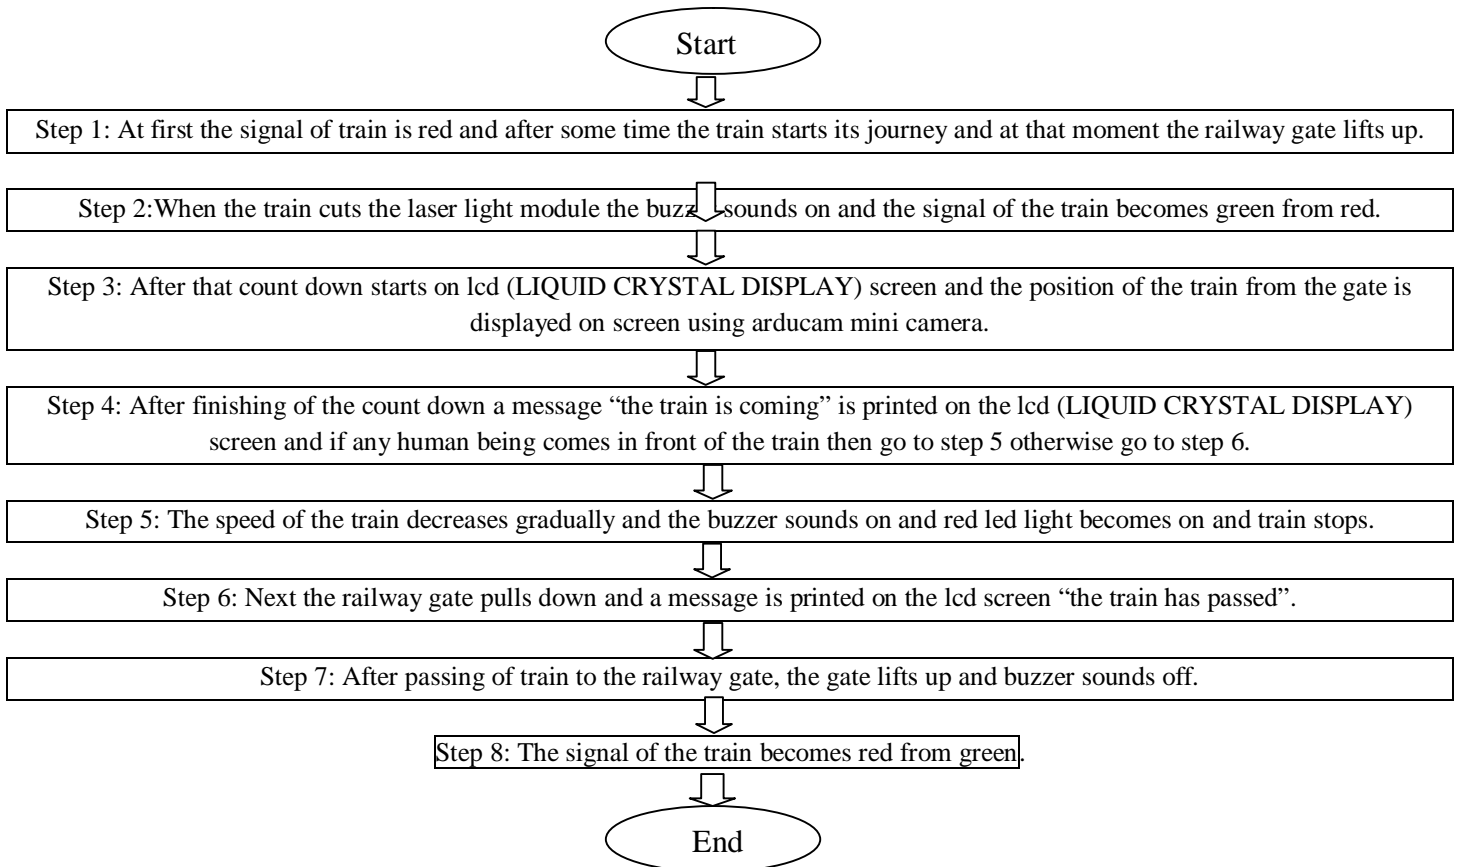 Start
Step 1: At first the signal of train is red and after some time the train starts its journey and at that moment the railway gate lifts up.
Step 2:When the train cuts the laser light module the sounds on and the signal of the train becomes green from red.
Step 3: After that count down starts on lcd (LIQUID CRYSTAL DISPLAY) screen and the position of the train from the gate is
displayed on screen using arducam mini camera.
Step 4: After finishing of the count down a message “the train is coming” is printed on the lcd (LIQUID CRYSTAL DISPLAY)
screen and if any human being comes in front of the train then go to step 5 otherwise go to step 6.
Step 5: The speed of the train decreases gradually and the buzzer sounds on and red led light becomes on and train stops.
Step 6: Next the railway gate pulls down and a message is printed on the lcd screen “the train has passed”.
Step 7: After passing of train to the railway gate, the gate lifts up and buzzer sounds off.
Step 8: The signal of the train becomes red from green.
End